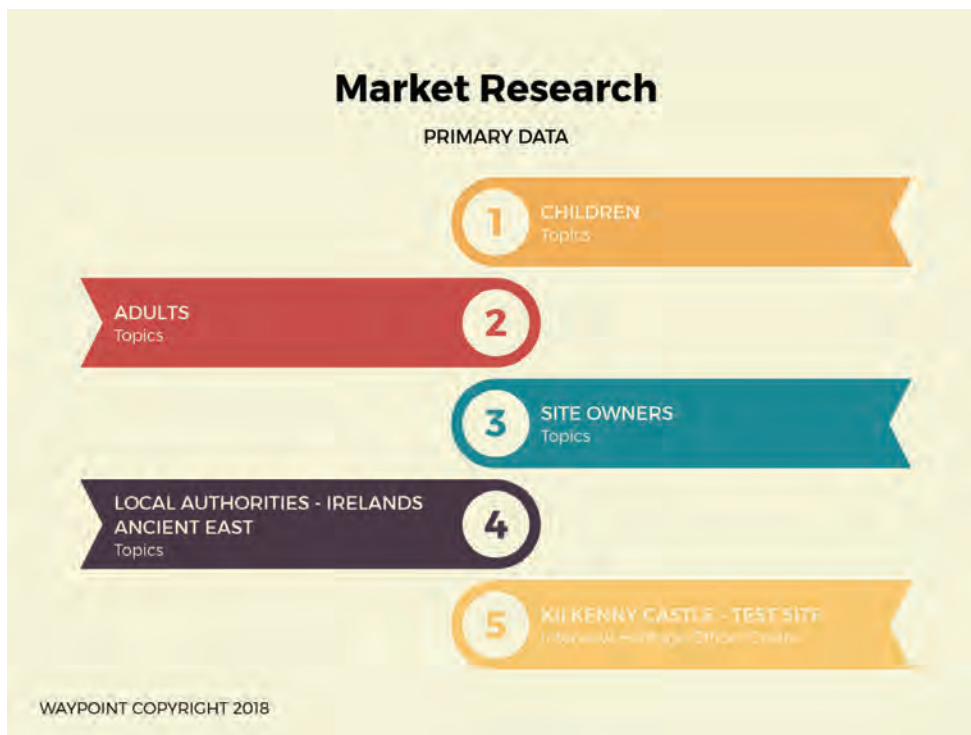 Market Research
PRIMARY DATA
1
CHILDREN
Topics
ADULTS
Topics
2
3
SITE OWNERS
Topics
LOCAL AUTHORITIES - IRELANDS
ANCIENT EAST
Topics
4
5
KILKENNY CASTLE - TEST SITE
WAYPOINT COPYRIGHT 2018